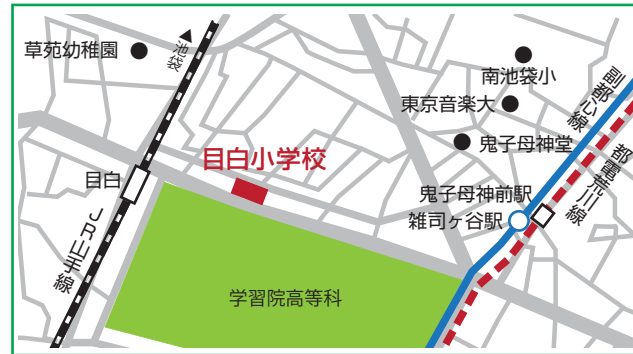 草苑幼稚園
池袋
南池袋小
東京音楽大
副都心線
目白小学校
鬼子母神堂
都電荒川線
目白
鬼子母神前駅
雑司ヶ谷駅
JR山手線
学習院高等科